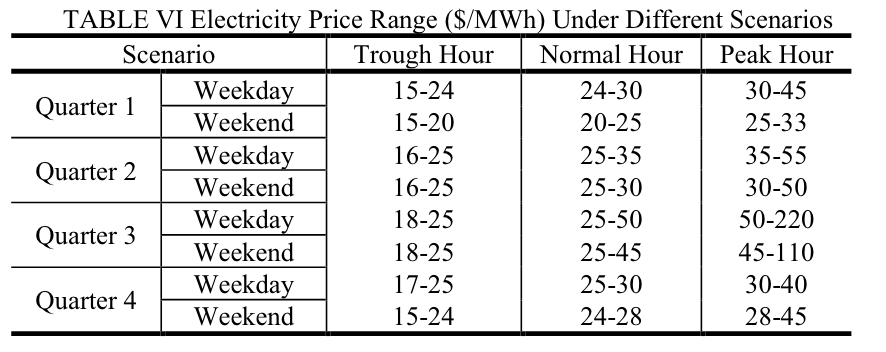 TABLE VI Electricity Price Range ($/MWh) Under Different Scenarios
Scenario Trough Hour Normal Hour Peak Hour
Quarter 1 Weekday 15-24 24-30 30-45
Weekend 15-20 20-25 25-33
Quarter 2 Weekday 16-25 25-35 35-55
Weekend 16-25 25-30 30-50
Quarter 3 Weekday 18-25 25-50 50-220
Weekend 18-25 25-45 45-110
Quarter 4 Weekday 17-25 25-30 30-40
Weekend 15-24 24-28 28-45